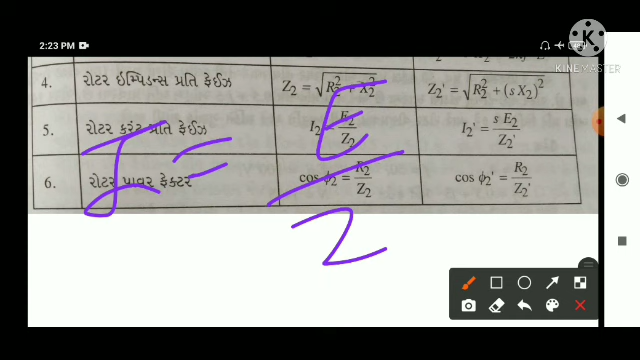 2:23 PM
KINEMASTER
4. રોટર ઇમ્પિડન્સ પ્રતિ ફેઈઝ Z₂ = √(R₂² + X₂²) Z₂' = √(R₂² + (sX₂)²)
5. રોટર કરંટ પ્રતિ ફેઈઝ I₂ = E₂/Z₂ I₂' = s E₂/Z₂'
6. રોટર પાવર ફેક્ટર cos ϕ₂ = R₂/Z₂ cos ϕ₂' = R₂/Z₂'
I = E/Z